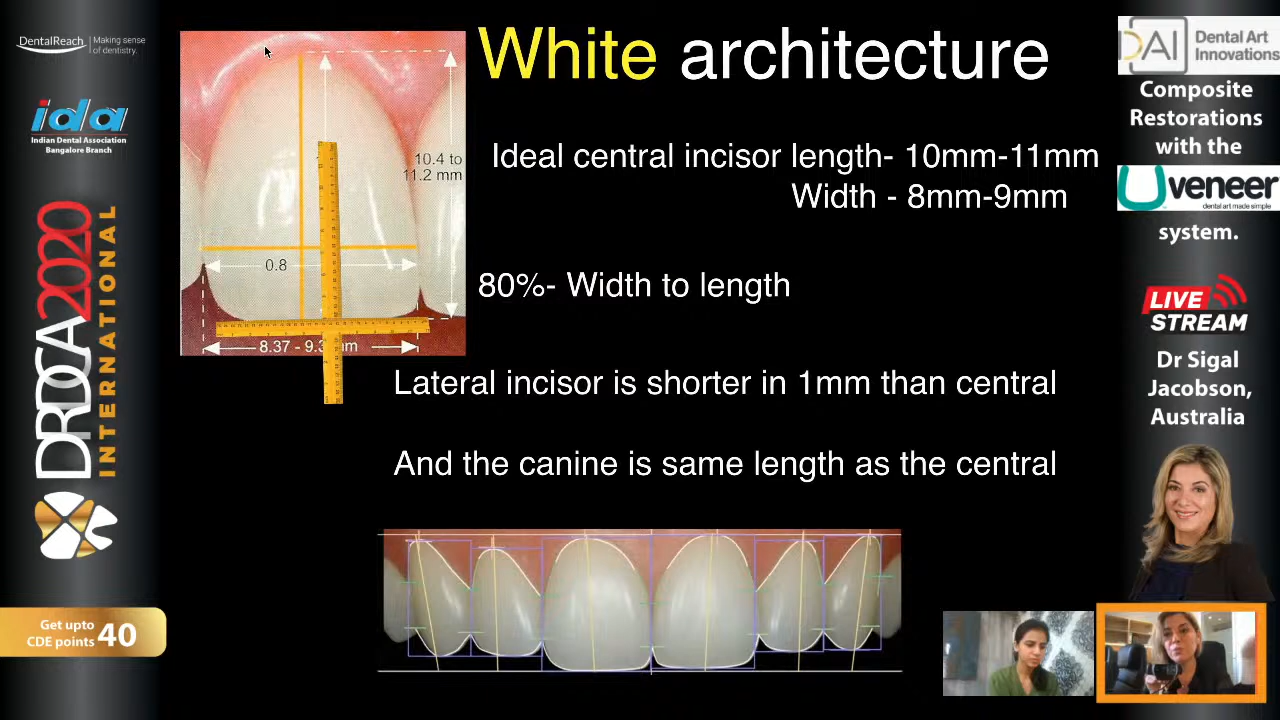 DentalReach
Making sense
of dentistry.
ida
Indian Dental Association
Bangalore Branch
DRDCA2020
INTERNATIONAL
Get upto
CDE points 40
White architecture
10.4 to
11.2 mm
0.8
8.37 - 9.3
Ideal central incisor length- 10mm-11mm
Width - 8mm-9mm
80%- Width to length
Lateral incisor is shorter in 1mm than central
And the canine is same length as the central
DAI Dental Art
Innovations
Composite
Restorations
with the
Uveneer
dental art made simple
system.
LIVE
STREAM
Dr Sigal
Jacobson,
Australia